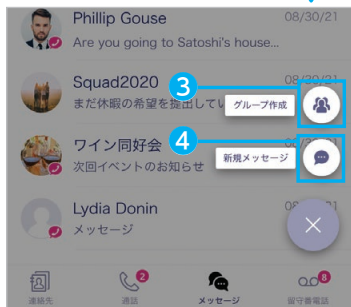 Phillip Gouse 08/30/21
Are you going to Satoshi's house...
Squad2020 08/30/21
3
まだ休暇の希望を提出してい
グループ作成
ワイン同好会
4
次回イベントのお知らせ
新規メッセージ
Lydia Donin
メッセージ
2
8
連絡先 通話 メッセージ 留守番電話